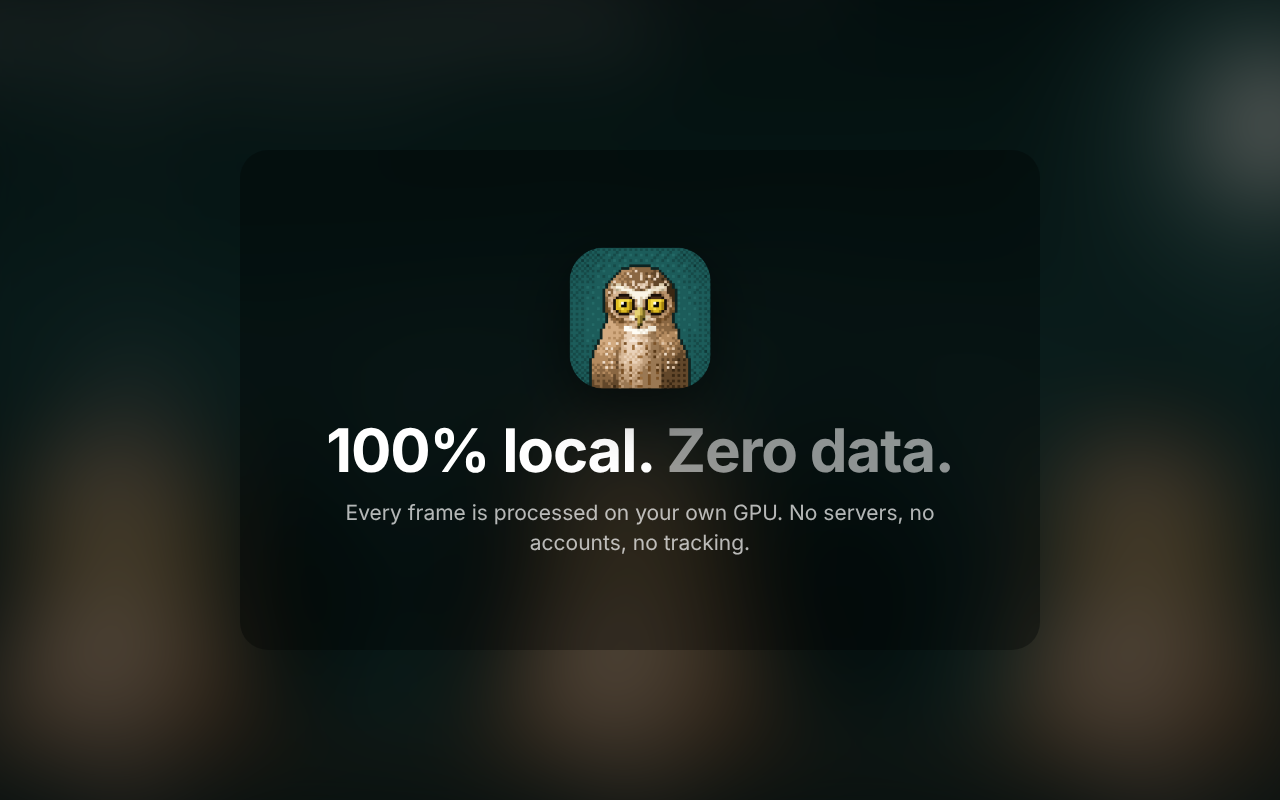 100% local. Zero data.
Every frame is processed on your own GPU. No servers, no
accounts, no tracking.